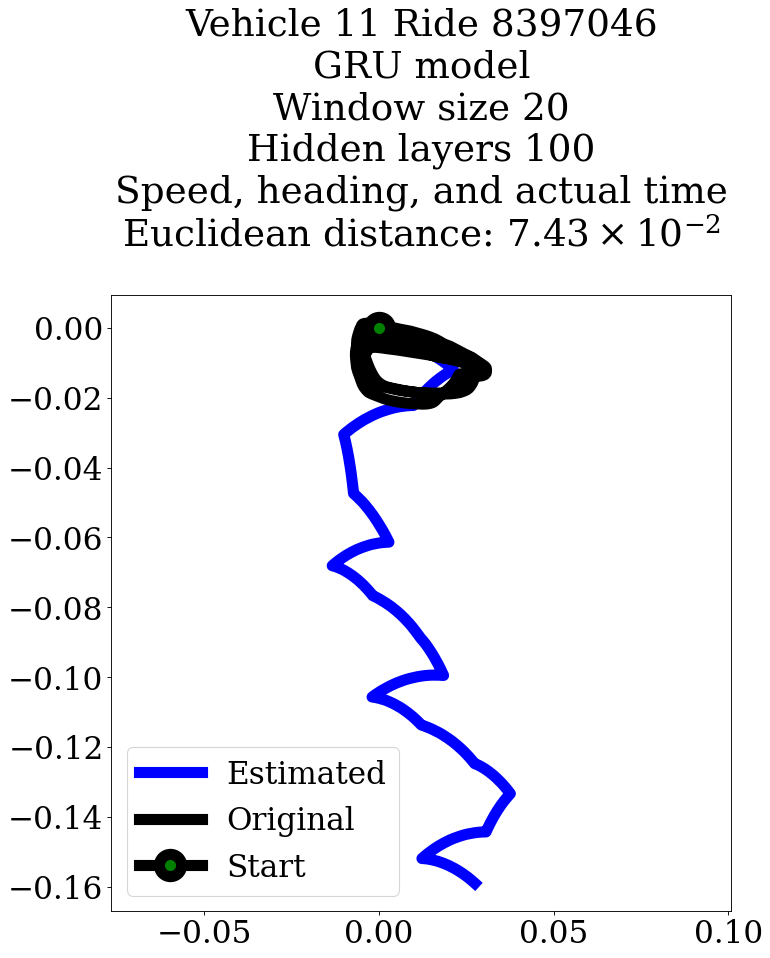 Vehicle 11 Ride 8397046
GRU model
Window size 20
Hidden layers 100
Speed, heading, and actual time
Euclidean distance: 7.43 × 10⁻²
0.00
−0.02
−0.04
−0.06
−0.08
−0.10
−0.12
−0.14
−0.16
Estimated
Original
Start
−0.05 0.00 0.05 0.10